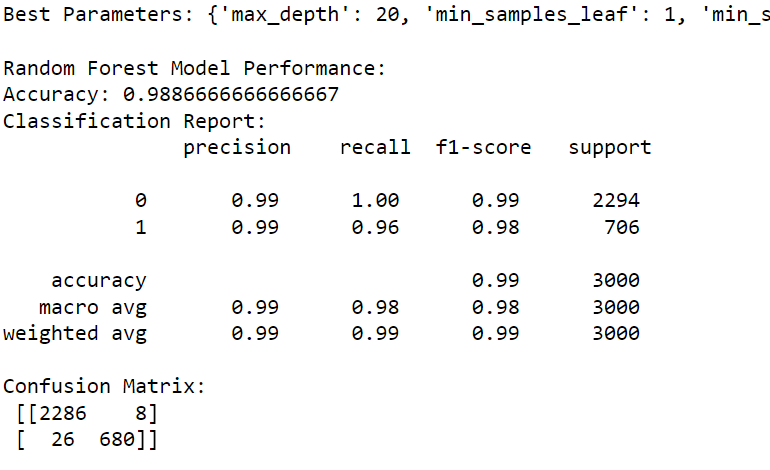 Best Parameters: {'max_depth': 20, 'min_samples_leaf': 1, 'min_s
Random Forest Model Performance:
Accuracy: 0.9886666666666667
Classification Report:
precision recall f1-score support
0 0.99 1.00 0.99 2294
1 0.99 0.96 0.98 706
accuracy 0.99 3000
macro avg 0.99 0.98 0.98 3000
weighted avg 0.99 0.99 0.99 3000
Confusion Matrix:
[[2286 8]
[ 26 680]]